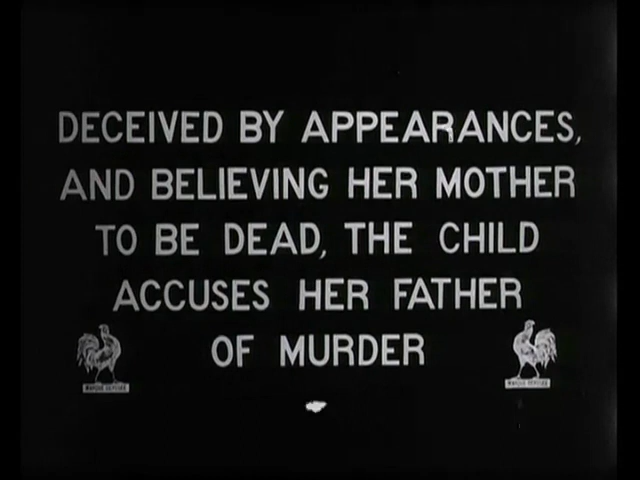 DECEIVED BY APPEARANCES,
AND BELIEVING HER MOTHER
TO BE DEAD, THE CHILD
ACCUSES HER FATHER
OF MURDER